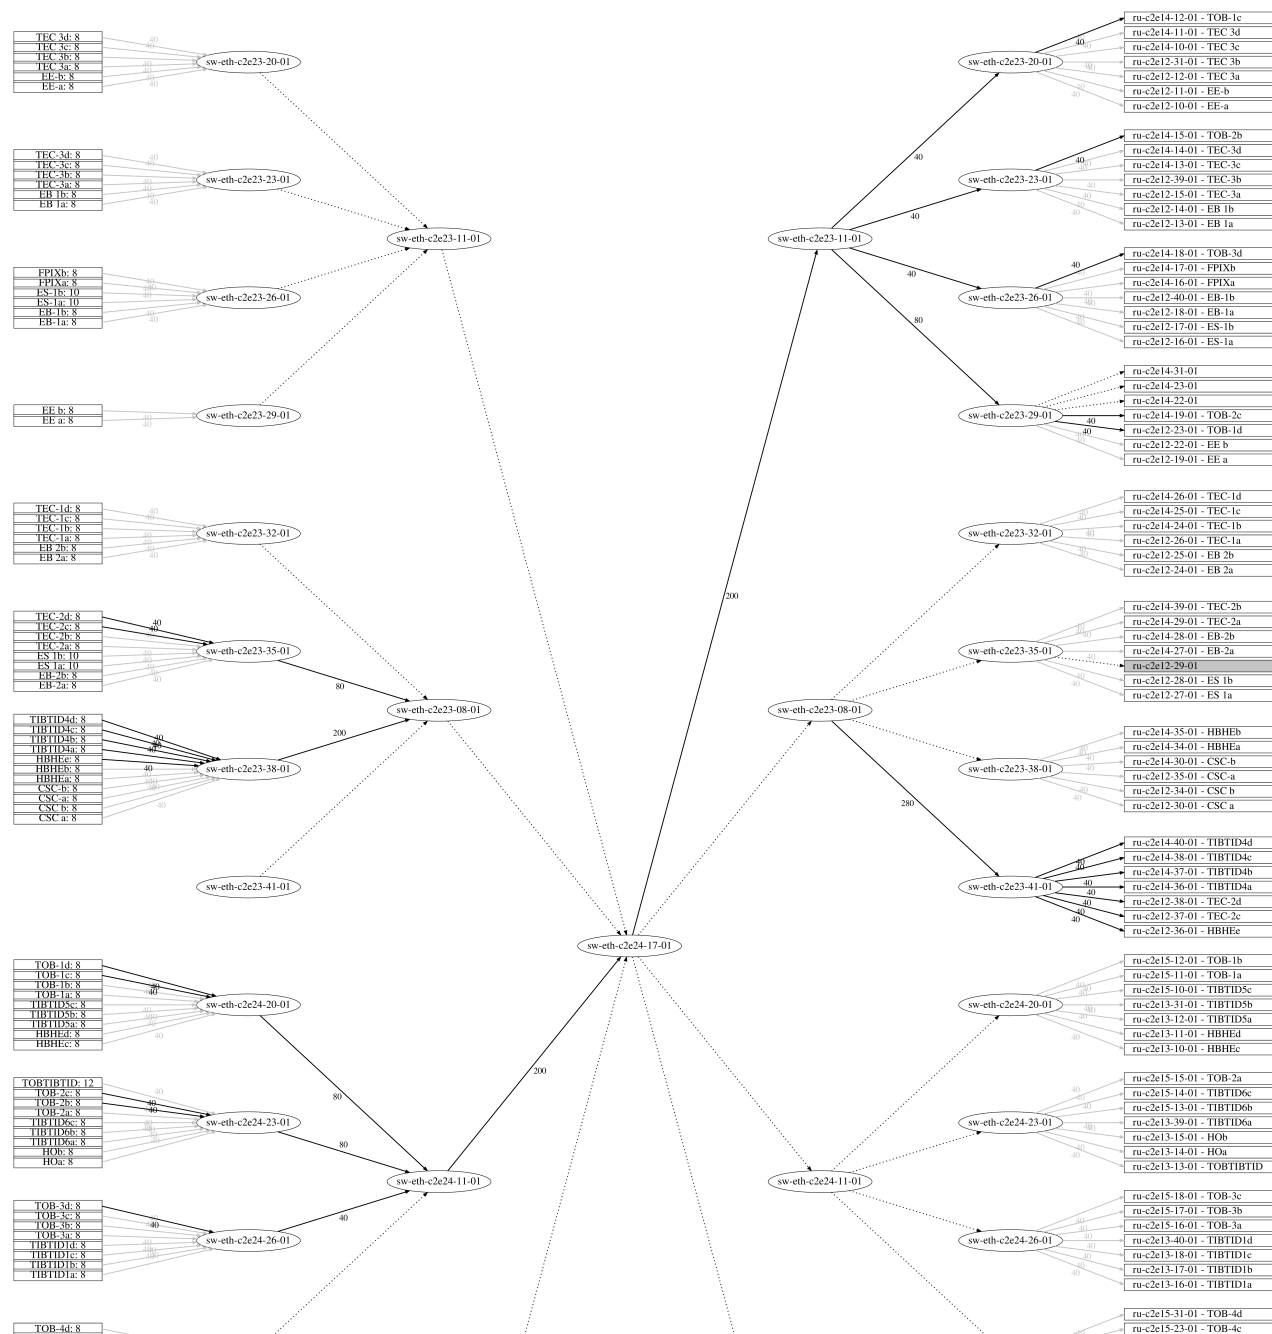 TEC 3d: 8
TEC 3c: 8
TEC 3b: 8
TEC 3a: 8
EE-b: 8
EE-a: 8
sw-eth-c2e23-20-01
TEC-3d: 8
TEC-3c: 8
TEC-3b: 8
TEC-3a: 8
EB 1b: 8
EB 1a: 8
sw-eth-c2e23-23-01
sw-eth-c2e23-11-01
FPIXb: 8
FPIXa: 8
ES-1b: 10
ES-1a: 10
EB-1b: 8
EB-1a: 8
sw-eth-c2e23-26-01
EE b: 8
EE a: 8
40
sw-eth-c2e23-29-01
TEC-1d: 8
TEC-1c: 8
TEC-1b: 8
TEC-1a: 8
EB 2b: 8
EB 2a: 8
sw-eth-c2e23-32-01
TEC-2d: 8
TEC-2c: 8
TEC-2b: 8
TEC-2a: 8
ES 1b: 10
ES 1a: 10
EB-2b: 8
EB-2a: 8
40
40
sw-eth-c2e23-35-01
80
sw-eth-c2e23-08-01
TIBTID4d: 8
TIBTID4c: 8
TIBTID4b: 8
TIBTID4a: 8
HBHEe: 8
HBHEb: 8
HBHEa: 8
CSC-b: 8
CSC-a: 8
CSC b: 8
CSC a: 8
40
40
sw-eth-c2e23-38-01
200
sw-eth-c2e23-41-01
sw-eth-c2e24-17-01
TOB-1d: 8
TOB-1c: 8
TOB-1b: 8
TOB-1a: 8
TIBTID5c: 8
TIBTID5b: 8
TIBTID5a: 8
HBHEd: 8
HBHEc: 8
40
40
sw-eth-c2e24-20-01
80
TOBTIBTID: 12
TOB-2c: 8
TOB-2b: 8
TOB-2a: 8
TIBTID6c: 8
TIBTID6b: 8
TIBTID6a: 8
HOb: 8
HOa: 8
40
40
40
sw-eth-c2e24-23-01
80
200
sw-eth-c2e24-11-01
TOB-3d: 8
TOB-3c: 8
TOB-3b: 8
TOB-3a: 8
TIBTID1d: 8
TIBTID1c: 8
TIBTID1b: 8
TIBTID1a: 8
40
sw-eth-c2e24-26-01
40
TOB-4d: 8
200
sw-eth-c2e23-11-01
40
40
40
80
sw-eth-c2e23-20-01
40
40
ru-c2e14-12-01 - TOB-1c
ru-c2e14-11-01 - TEC 3d
ru-c2e14-10-01 - TEC 3c
ru-c2e12-31-01 - TEC 3b
ru-c2e12-12-01 - TEC 3a
ru-c2e12-11-01 - EE-b
ru-c2e12-10-01 - EE-a
sw-eth-c2e23-23-01
40
40
ru-c2e14-15-01 - TOB-2b
ru-c2e14-14-01 - TEC-3d
ru-c2e14-13-01 - TEC-3c
ru-c2e12-39-01 - TEC-3b
ru-c2e12-15-01 - TEC-3a
ru-c2e12-14-01 - EB 1b
ru-c2e12-13-01 - EB 1a
sw-eth-c2e23-26-01
40
40
ru-c2e14-18-01 - TOB-3d
ru-c2e14-17-01 - FPIXb
ru-c2e14-16-01 - FPIXa
ru-c2e12-40-01 - EB-1b
ru-c2e12-18-01 - EB-1a
ru-c2e12-17-01 - ES-1b
ru-c2e12-16-01 - ES-1a
sw-eth-c2e23-29-01
40
40
40
ru-c2e14-31-01
ru-c2e14-23-01
ru-c2e14-22-01
ru-c2e14-19-01 - TOB-2c
ru-c2e12-23-01 - TOB-1d
ru-c2e12-22-01 - EE b
ru-c2e12-19-01 - EE a
sw-eth-c2e23-32-01
40
ru-c2e14-26-01 - TEC-1d
ru-c2e14-25-01 - TEC-1c
ru-c2e14-24-01 - TEC-1b
ru-c2e12-26-01 - TEC-1a
ru-c2e12-25-01 - EB 2b
ru-c2e12-24-01 - EB 2a
sw-eth-c2e23-08-01
280
sw-eth-c2e23-35-01
40
ru-c2e14-39-01 - TEC-2b
ru-c2e14-29-01 - TEC-2a
ru-c2e14-28-01 - EB-2b
ru-c2e14-27-01 - EB-2a
ru-c2e12-29-01
ru-c2e12-28-01 - ES 1b
ru-c2e12-27-01 - ES 1a
sw-eth-c2e23-38-01
40
ru-c2e14-35-01 - HBHEb
ru-c2e14-34-01 - HBHEa
ru-c2e14-30-01 - CSC-b
ru-c2e12-35-01 - CSC-a
ru-c2e12-34-01 - CSC b
ru-c2e12-30-01 - CSC a
sw-eth-c2e23-41-01
40
40
40
40
40
40
ru-c2e14-40-01 - TIBTID4d
ru-c2e14-38-01 - TIBTID4c
ru-c2e14-37-01 - TIBTID4b
ru-c2e14-36-01 - TIBTID4a
ru-c2e12-38-01 - TEC-2d
ru-c2e12-37-01 - TEC-2c
ru-c2e12-36-01 - HBHEe
sw-eth-c2e24-20-01
40
ru-c2e15-12-01 - TOB-1b
ru-c2e15-11-01 - TOB-1a
ru-c2e15-10-01 - TIBTID5c
ru-c2e13-31-01 - TIBTID5b
ru-c2e13-12-01 - TIBTID5a
ru-c2e13-11-01 - HBHEd
ru-c2e13-10-01 - HBHEc
sw-eth-c2e24-23-01
40
ru-c2e15-15-01 - TOB-2a
ru-c2e15-14-01 - TIBTID6c
ru-c2e15-13-01 - TIBTID6b
ru-c2e13-39-01 - TIBTID6a
ru-c2e13-15-01 - HOb
ru-c2e13-14-01 - HOa
ru-c2e13-13-01 - TOBTIBTID
sw-eth-c2e24-11-01
sw-eth-c2e24-26-01
40
ru-c2e15-18-01 - TOB-3c
ru-c2e15-17-01 - TOB-3b
ru-c2e15-16-01 - TOB-3a
ru-c2e13-40-01 - TIBTID1d
ru-c2e13-18-01 - TIBTID1c
ru-c2e13-17-01 - TIBTID1b
ru-c2e13-16-01 - TIBTID1a
ru-c2e15-31-01 - TOB-4d
ru-c2e15-23-01 - TOB-4c